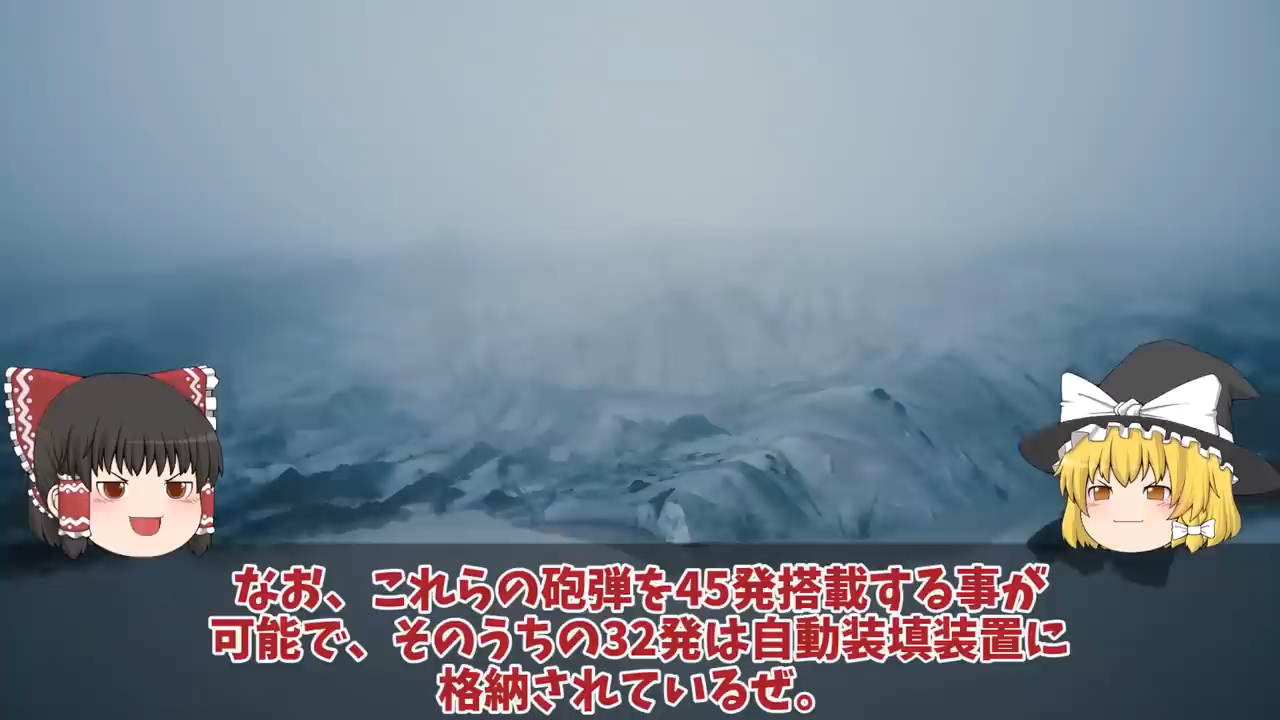 なお、これらの砲弾を45発搭載する事が
可能で、そのうちの32発は自動装填装置に
格納されているぜ。